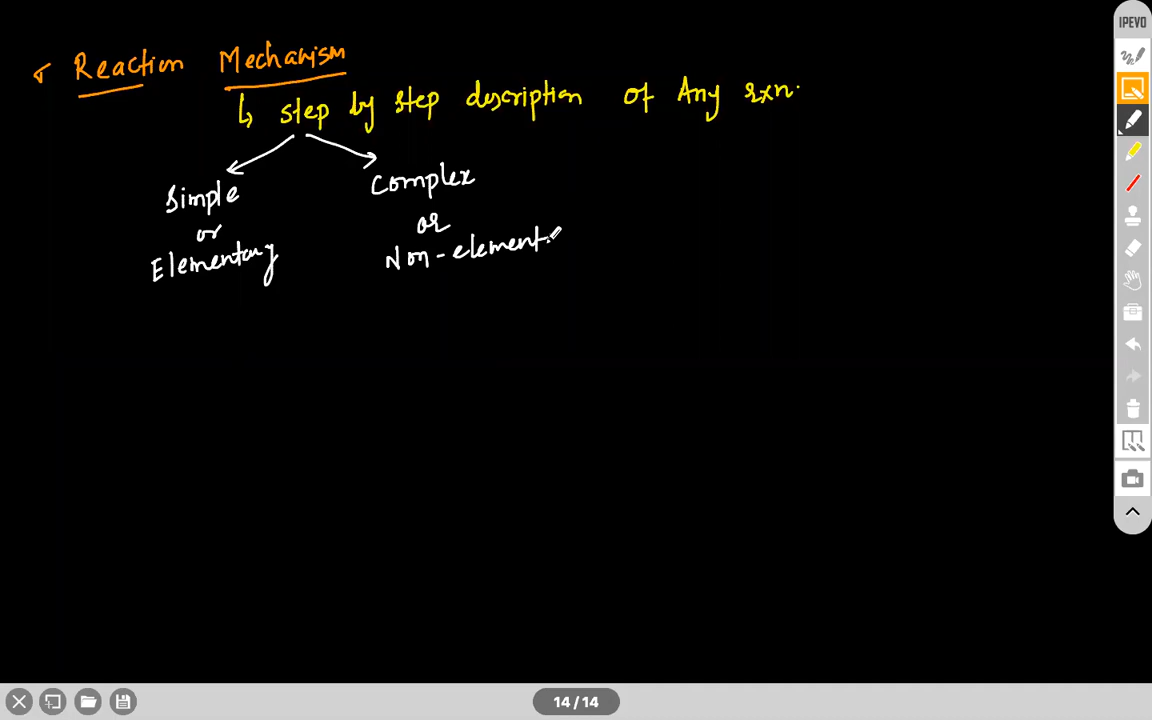 Reaction Mechanism
↳ step by step description of Any rxn.
Simple
or
Elementary
Complex
or
Non-element.
IPEVO
14/14